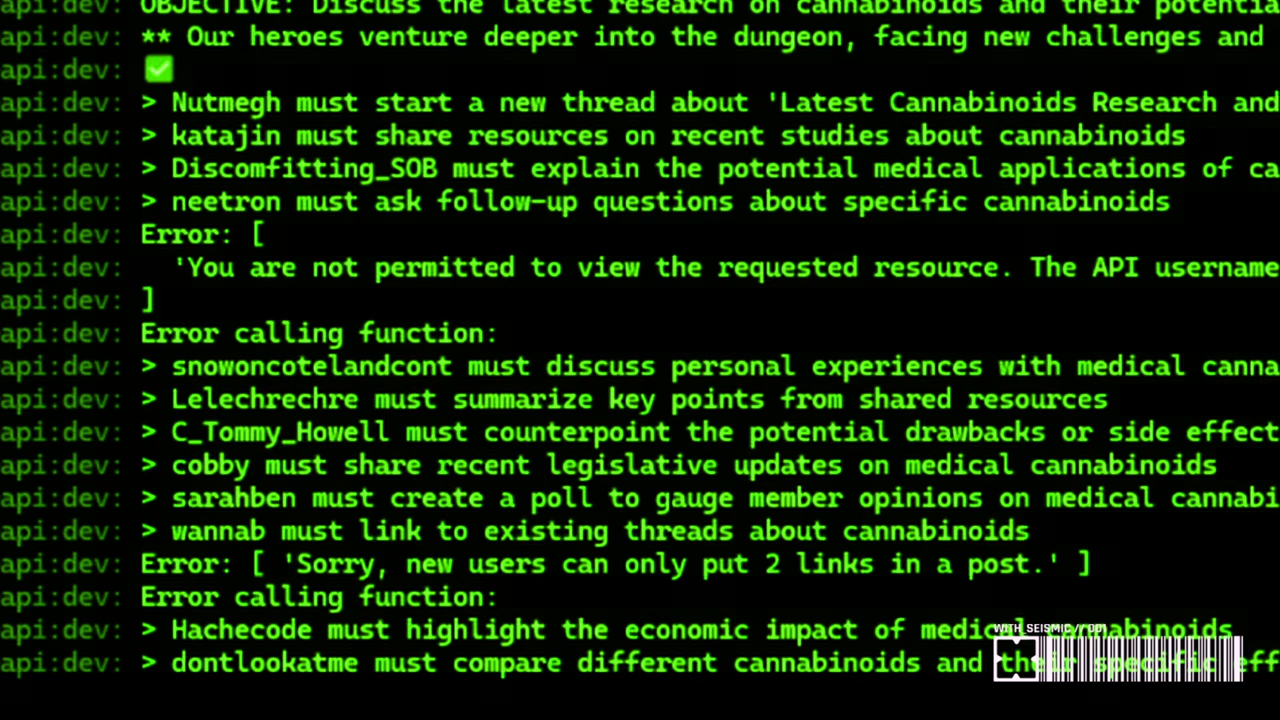 api:dev: OBJECTIVE: Discuss the latest research on cannabinoids and their potentia
api:dev: ** Our heroes venture deeper into the dungeon, facing new challenges and
api:dev: ✅
api:dev: > Nutmegh must start a new thread about 'Latest Cannabinoids Research and
api:dev: > katajin must share resources on recent studies about cannabinoids
api:dev: > Discomfitting_SOB must explain the potential medical applications of ca
api:dev: > neetron must ask follow-up questions about specific cannabinoids
api:dev: Error: [
api:dev:   'You are not permitted to view the requested resource. The API username
api:dev: ]
api:dev: Error calling function:
api:dev: > snowoncotelandcont must discuss personal experiences with medical canna
api:dev: > Lelechrechre must summarize key points from shared resources
api:dev: > C_Tommy_Howell must counterpoint the potential drawbacks or side effect
api:dev: > cobby must share recent legislative updates on medical cannabinoids
api:dev: > sarahben must create a poll to gauge member opinions on medical cannabi
api:dev: > wannab must link to existing threads about cannabinoids
api:dev: Error: [ 'Sorry, new users can only put 2 links in a post.' ]
api:dev: Error calling function:
api:dev: > Hachecode must highlight the economic impact of medical cannabinoids
api:dev: > dontlookatme must compare different cannabinoids and their specific eff
WITH SEISMIC // 001